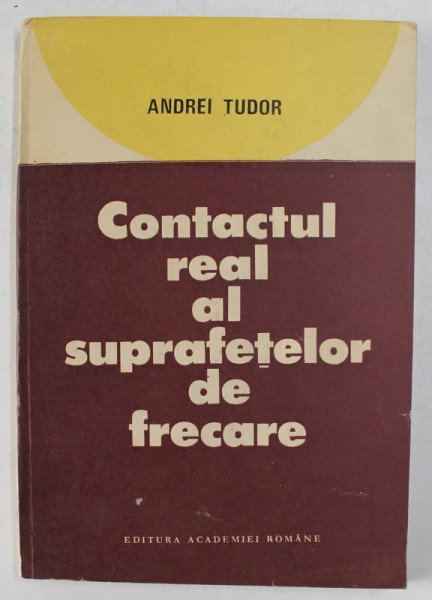 ANDREI TUDOR
Contactul
real
al
suprafețelor
de
frecare
EDITURA ACADEMIEI ROMÂNE